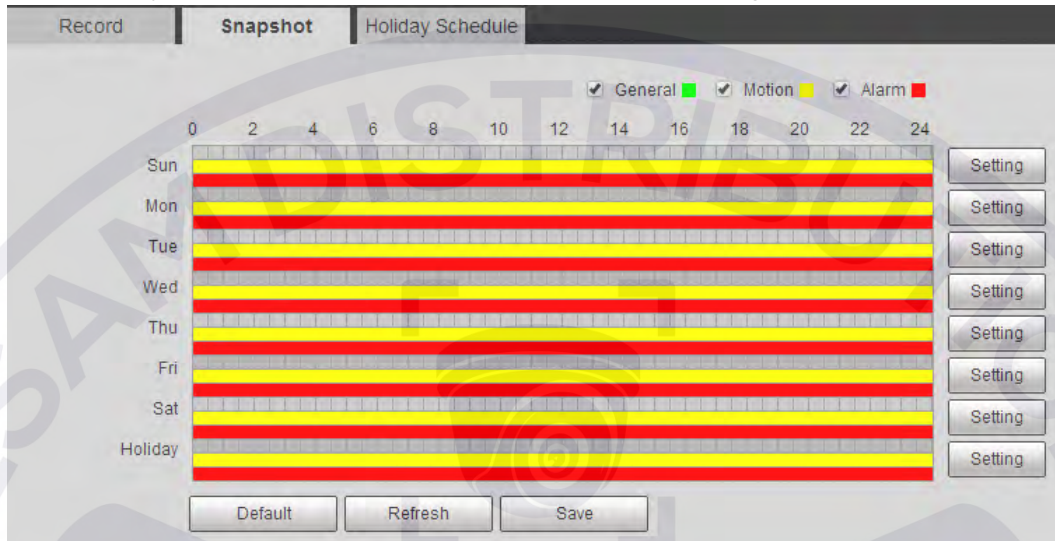 Record Snapshot Holiday Schedule
General Motion Alarm
0 2 4 6 8 10 12 14 16 18 20 22 24
Sun Setting
Mon Setting
Tue Setting
Wed Setting
Thu Setting
Fri Setting
Sat Setting
Holiday Setting
Default Refresh Save